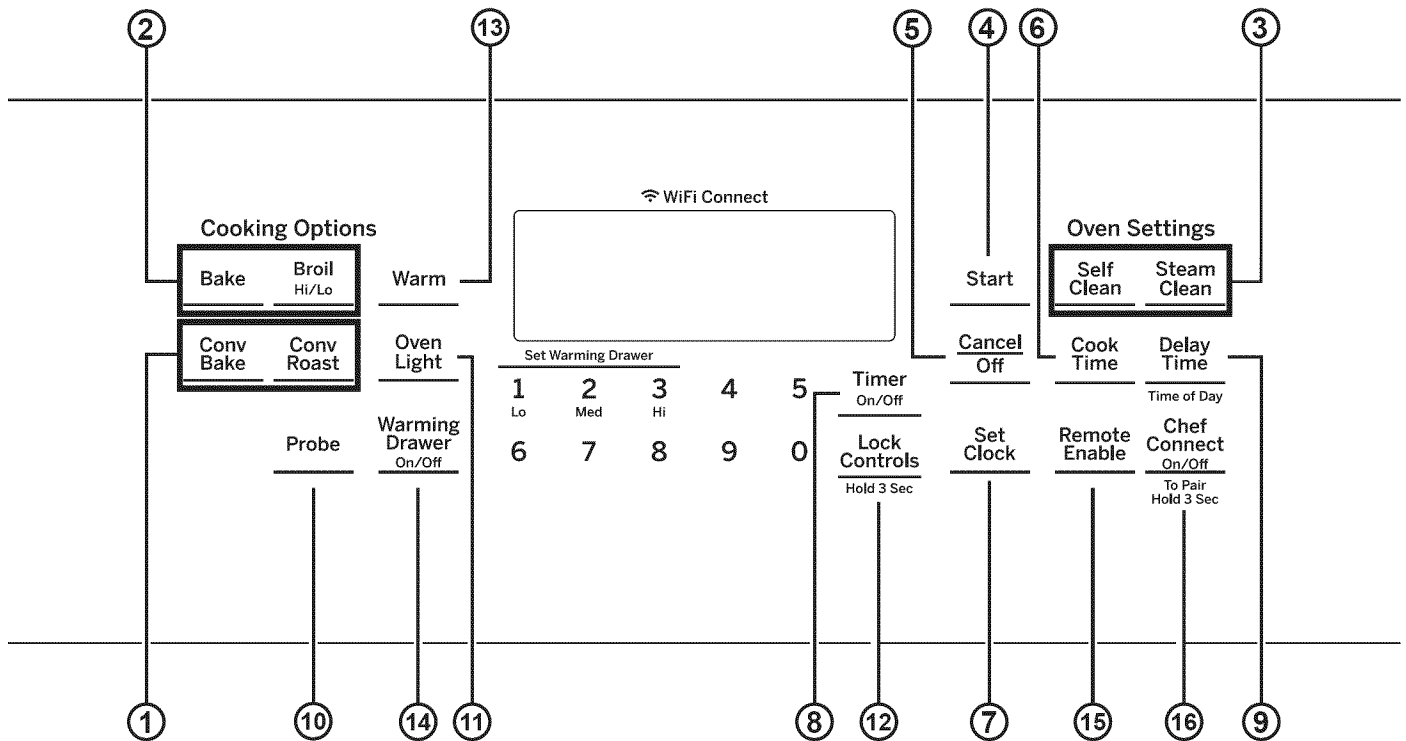 2
13
5
4
6
3
WiFi Connect
Cooking Options
Oven Settings
Bake
Broil
Hi/Lo
Warm
Start
Self
Clean
Steam
Clean
Conv
Bake
Conv
Roast
Oven
Light
Set Warming Drawer
1 2 3 4 5
Lo Med Hi
6 7 8 9 0
Timer
On/Off
Cancel
Off
Cook
Time
Delay
Time
Time of Day
Probe
Warming
Drawer
On/Off
Lock
Controls
Hold 3 Sec
Set
Clock
Remote
Enable
Chef
Connect
On/Off
To Pair
Hold 3 Sec
1
10
14
11
8
12
7
15
16
9